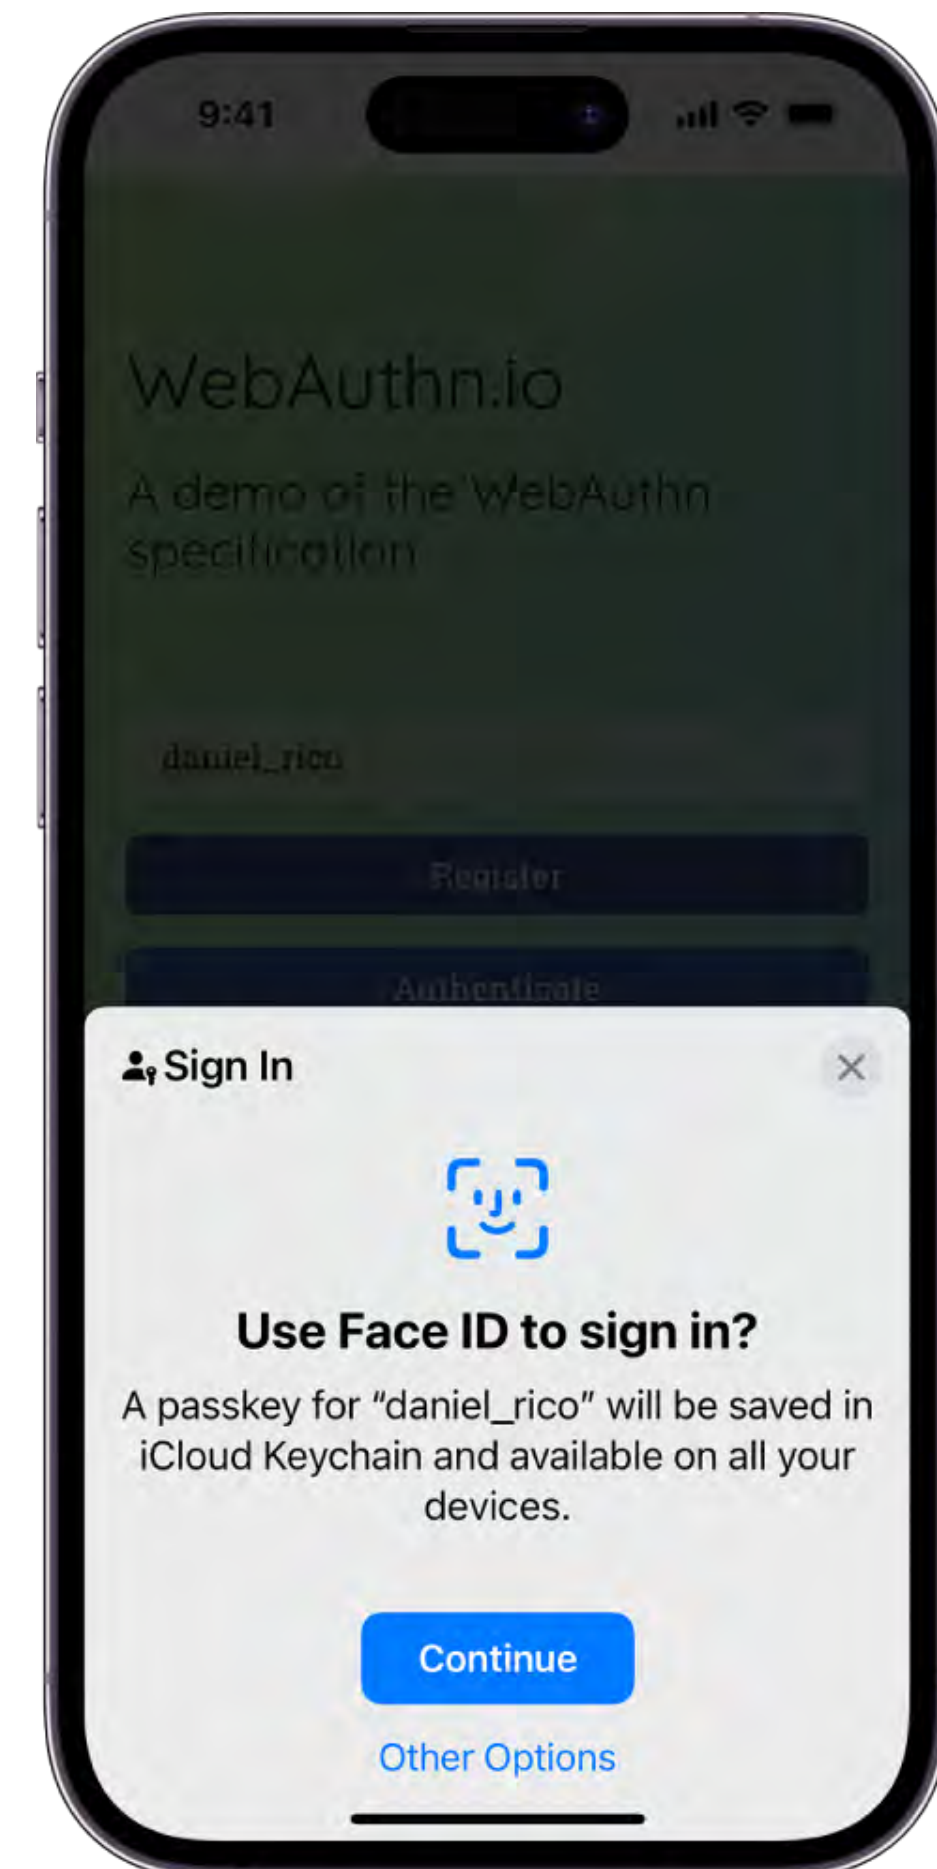 9:41
WebAuthn.io
A demo of the WebAuthn
specification
daniel_rico
Register
Authenticate
Sign In
Use Face ID to sign in?
A passkey for “daniel_rico” will be saved in
iCloud Keychain and available on all your
devices.
Continue
Other Options